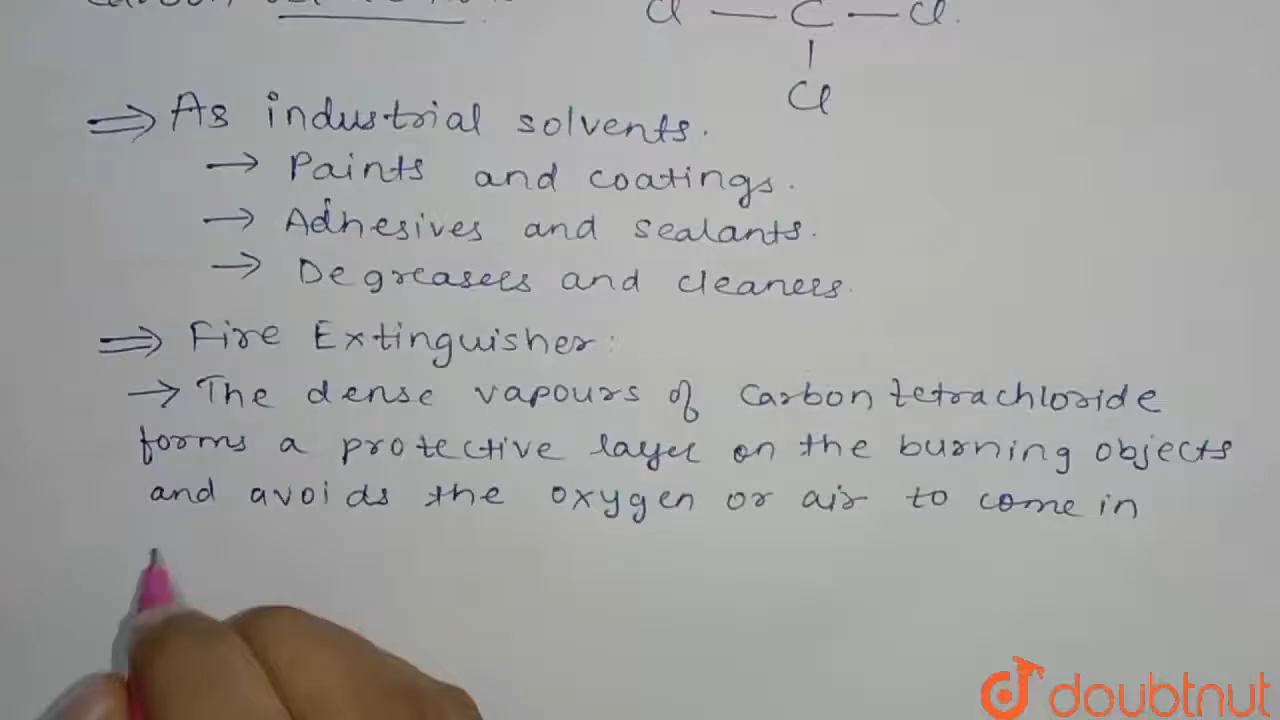 Carbon
Cl — C — Cl.
Cl
⇒ As industrial solvents.
→ Paints and coatings.
→ Adhesives and sealants.
→ Degreasers and cleaners.
⇒ Fire Extinguisher:
→ The dense vapours of Carbon tetrachloride
forms a protective layer on the burning objects
and avoids the oxygen or air to come in
doubtnut